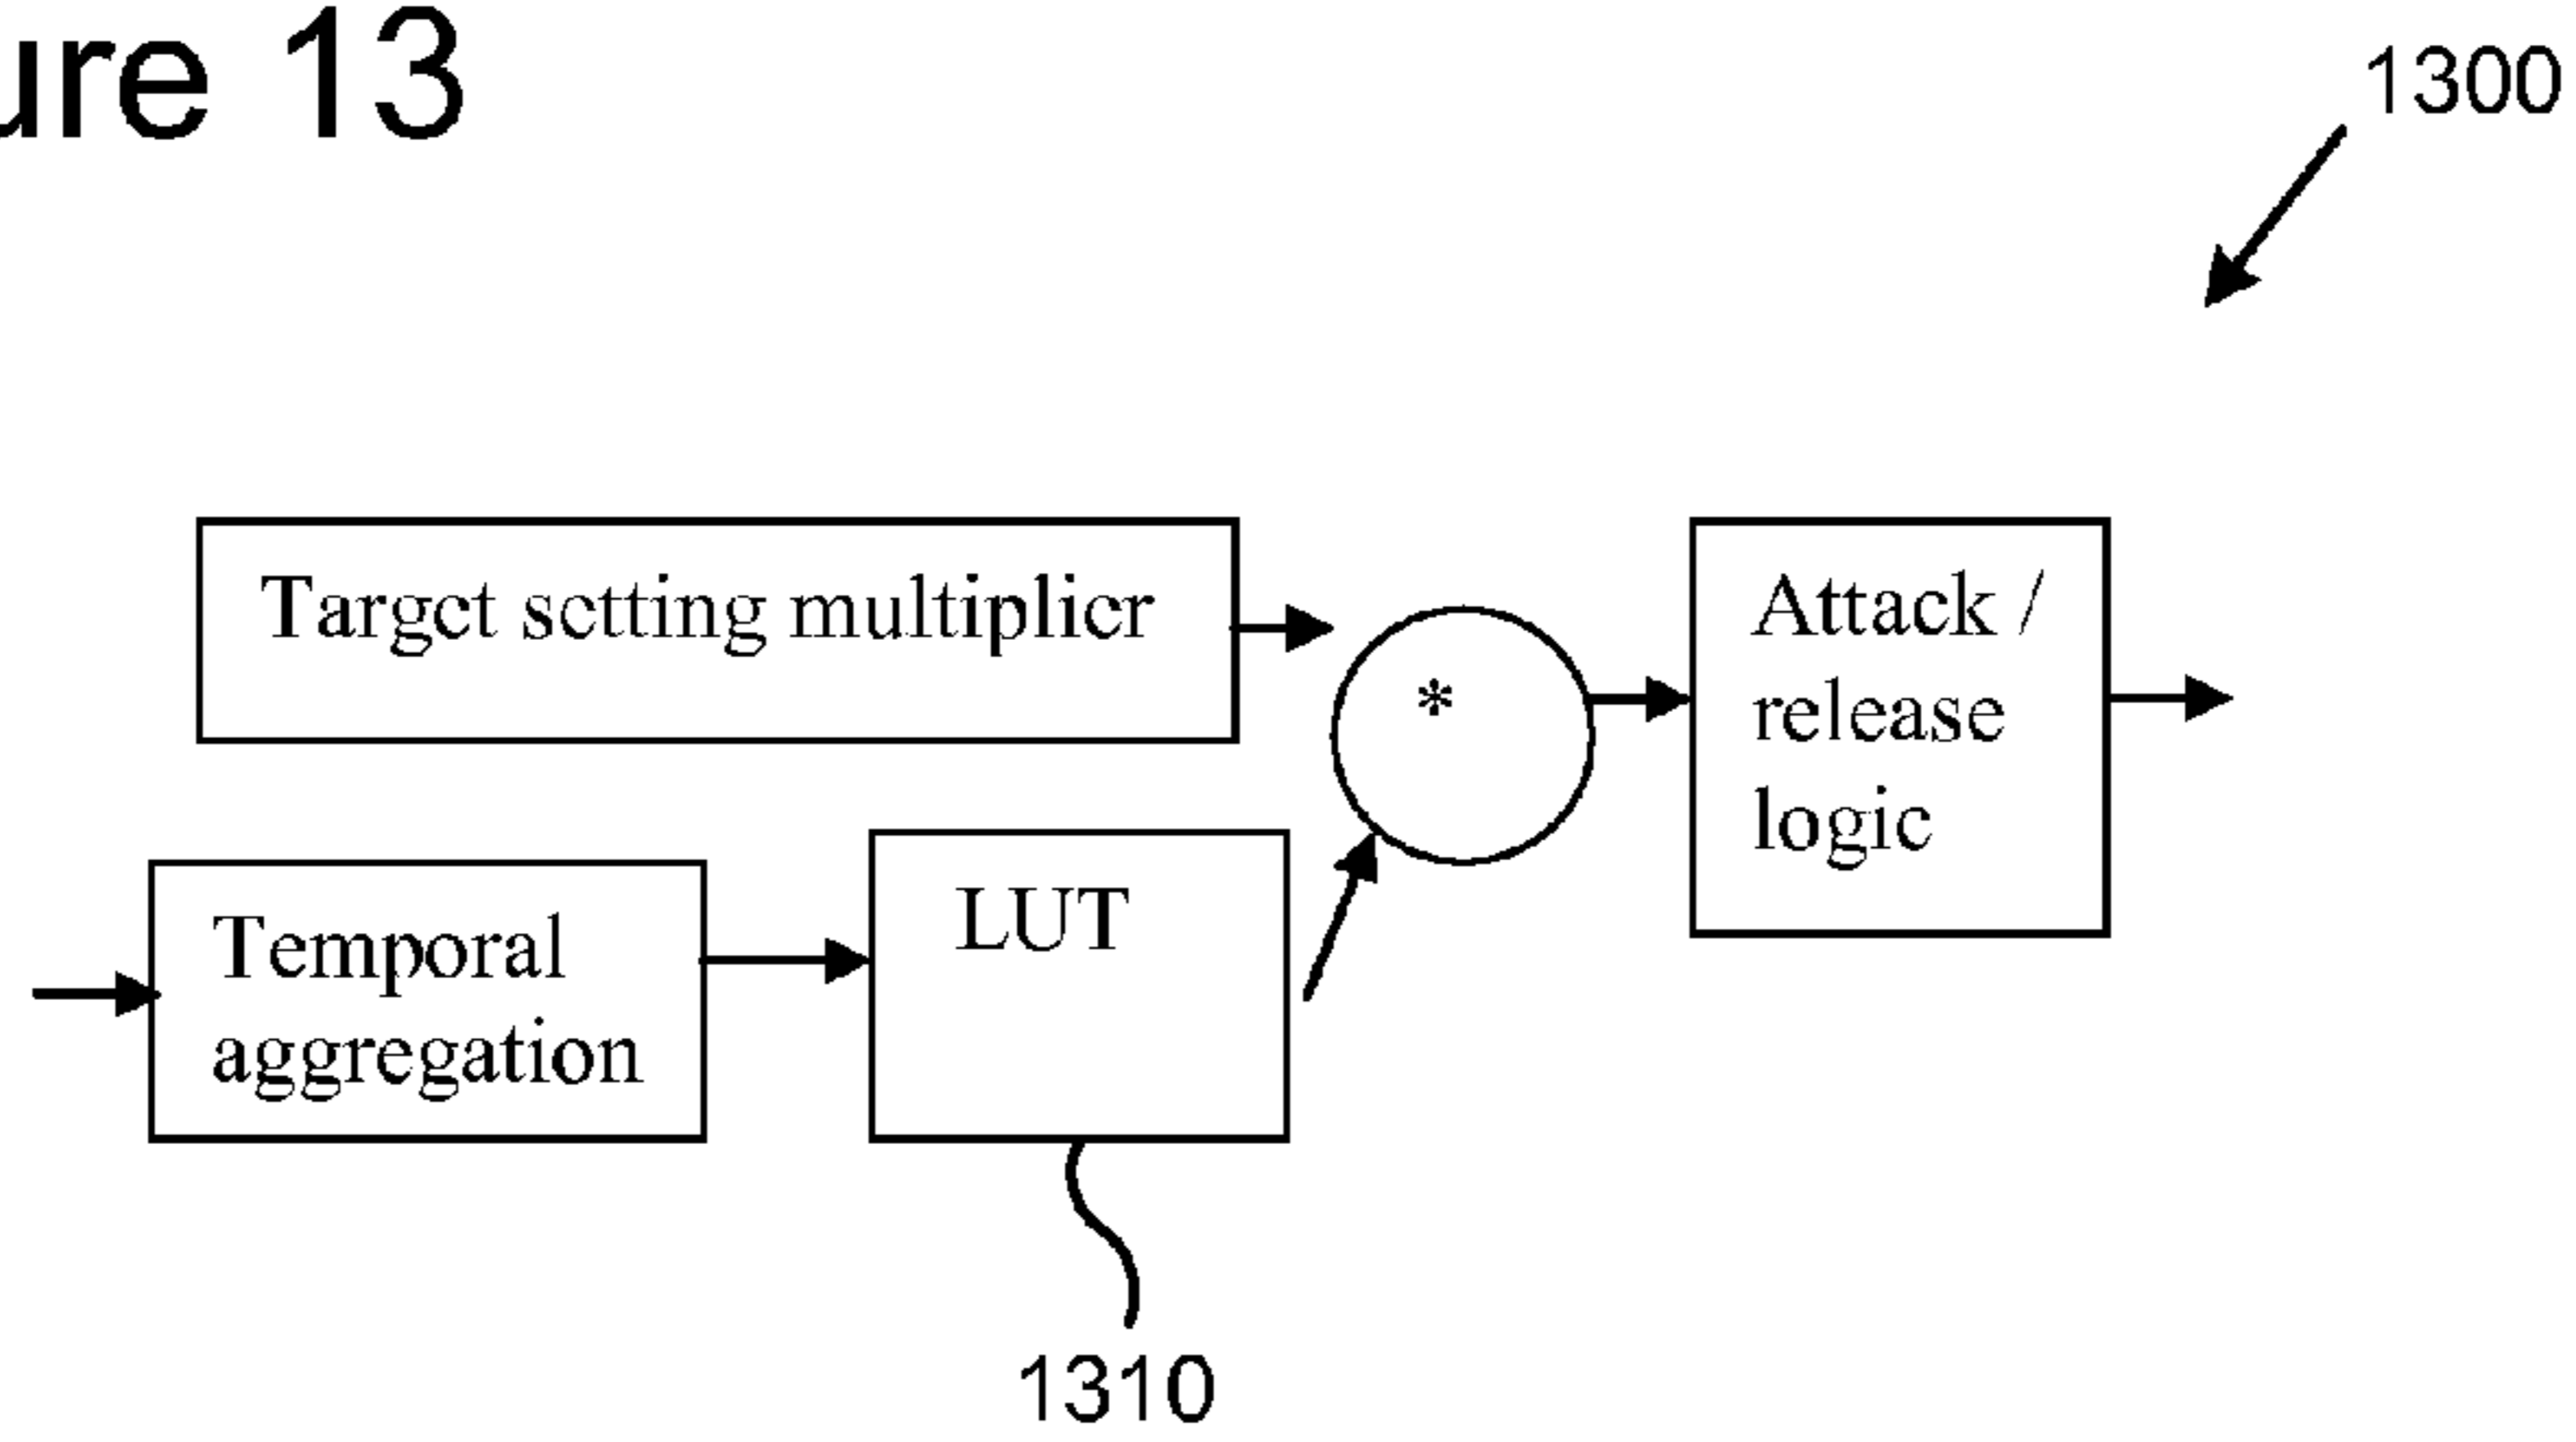 ure 13
1300
Target setting multiplier
*
Attack /
release
logic
LUT
Temporal
aggregation
1310